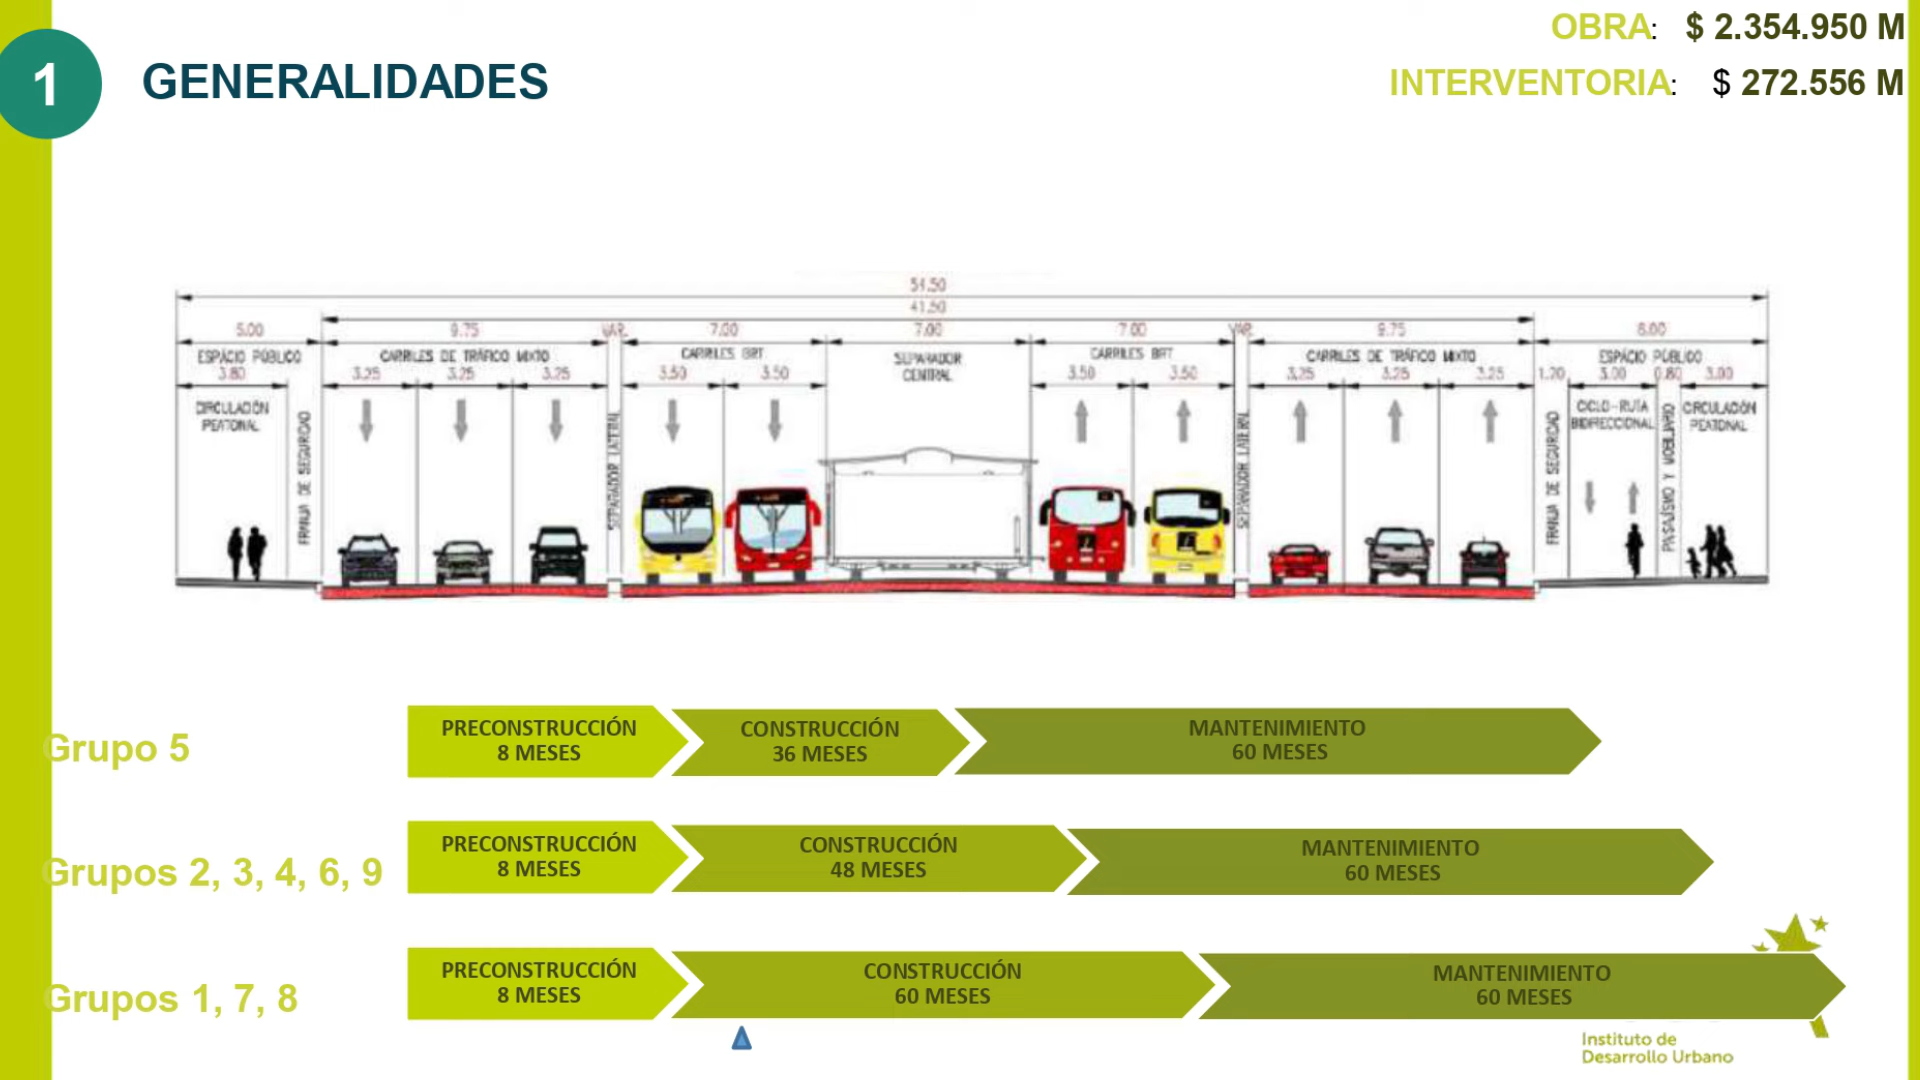 OBRA: $ 2.354.950 M
1 GENERALIDADES
INTERVENTORIA: $ 272.556 M
54.50
41.50
5.00 9.75 VAR. 7.00 7.00 7.00 VAR. 9.75 8.00
ESPACIO PÚBLICO CARRILES DE TRÁFICO MIXTO CARRILES BRT SEPARADOR CENTRAL CARRILES BRT CARRILES DE TRÁFICO MIXTO ESPACIO PÚBLICO
3.80 3.25 3.25 3.25 3.50 3.50 3.50 3.50 3.25 3.25 3.25 1.20 3.00 0.80 3.00
CIRCULACIÓN PEATONAL
FRANJA DE SEGURIDAD
SEPARADOR LATERAL
SEPARADOR LATERAL
FRANJA DE SEGURIDAD
CICLO-RUTA BIDIRECCIONAL
PAISAJISMO Y MOBILIARIO
CIRCULACIÓN PEATONAL
Grupo 5
PRECONSTRUCCIÓN
8 MESES
CONSTRUCCIÓN
36 MESES
MANTENIMIENTO
60 MESES
Grupos 2, 3, 4, 6, 9
PRECONSTRUCCIÓN
8 MESES
CONSTRUCCIÓN
48 MESES
MANTENIMIENTO
60 MESES
Grupos 1, 7, 8
PRECONSTRUCCIÓN
8 MESES
CONSTRUCCIÓN
60 MESES
MANTENIMIENTO
60 MESES
Instituto de
Desarrollo Urbano